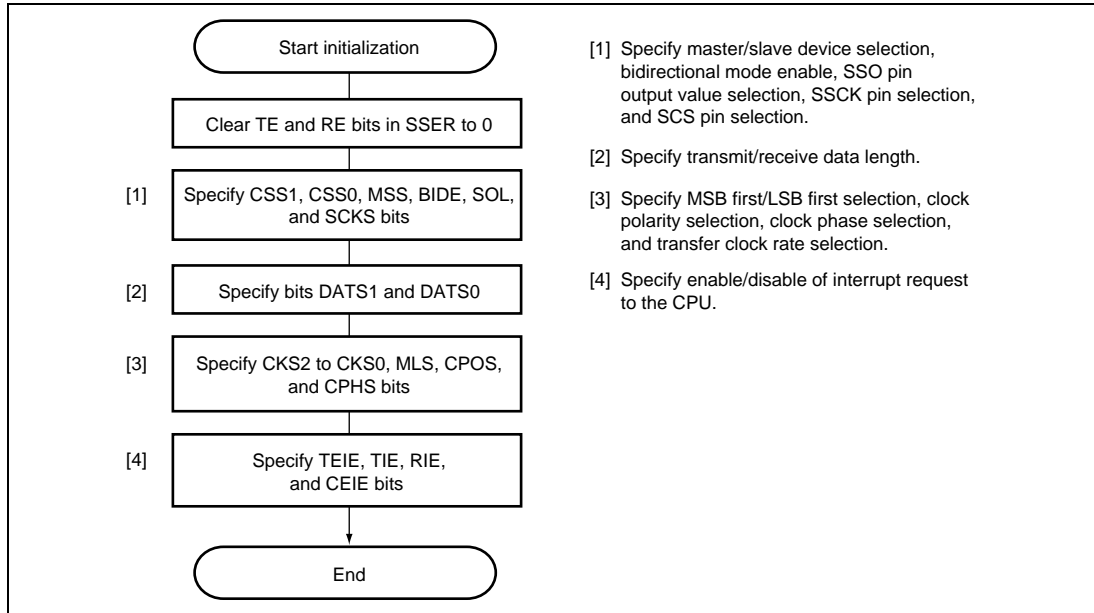 Start initialization
Clear TE and RE bits in SSER to 0
[1]
Specify CSS1, CSS0, MSS, BIDE, SOL,
and SCKS bits
[2]
Specify bits DATS1 and DATS0
[3]
Specify CKS2 to CKS0, MLS, CPOS,
and CPHS bits
[4]
Specify TEIE, TIE, RIE,
and CEIE bits
End
[1] Specify master/slave device selection,
bidirectional mode enable, SSO pin
output value selection, SSCK pin selection,
and SCS pin selection.
[2] Specify transmit/receive data length.
[3] Specify MSB first/LSB first selection, clock
polarity selection, clock phase selection,
and transfer clock rate selection.
[4] Specify enable/disable of interrupt request
to the CPU.